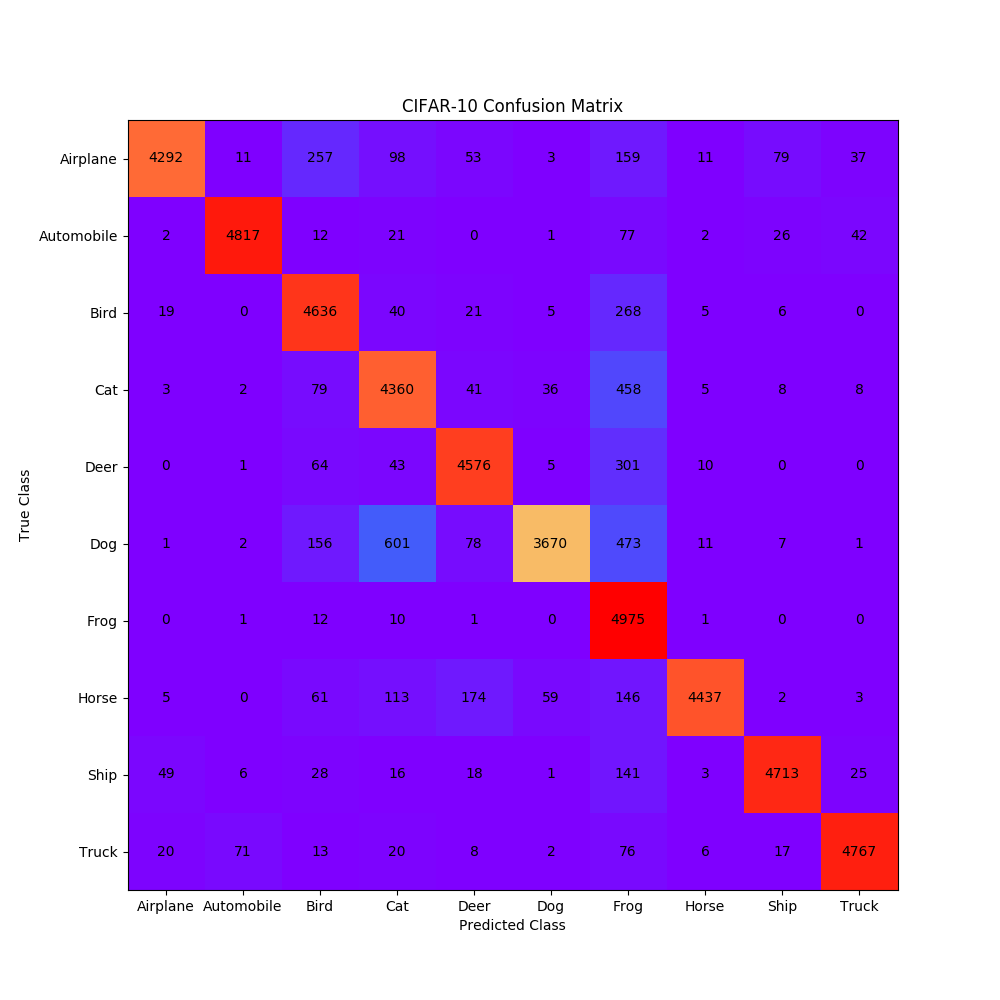 CIFAR-10 Confusion Matrix
Airplane 4292 11 257 98 53 3 159 11 79 37
Automobile 2 4817 12 21 0 1 77 2 26 42
Bird 19 0 4636 40 21 5 268 5 6 0
Cat 3 2 79 4360 41 36 458 5 8 8
Deer 0 1 64 43 4576 5 301 10 0 0
True Class
Dog 1 2 156 601 78 3670 473 11 7 1
Frog 0 1 12 10 1 0 4975 1 0 0
Horse 5 0 61 113 174 59 146 4437 2 3
Ship 49 6 28 16 18 1 141 3 4713 25
Truck 20 71 13 20 8 2 76 6 17 4767
Airplane Automobile Bird Cat Deer Dog Frog Horse Ship Truck
Predicted Class